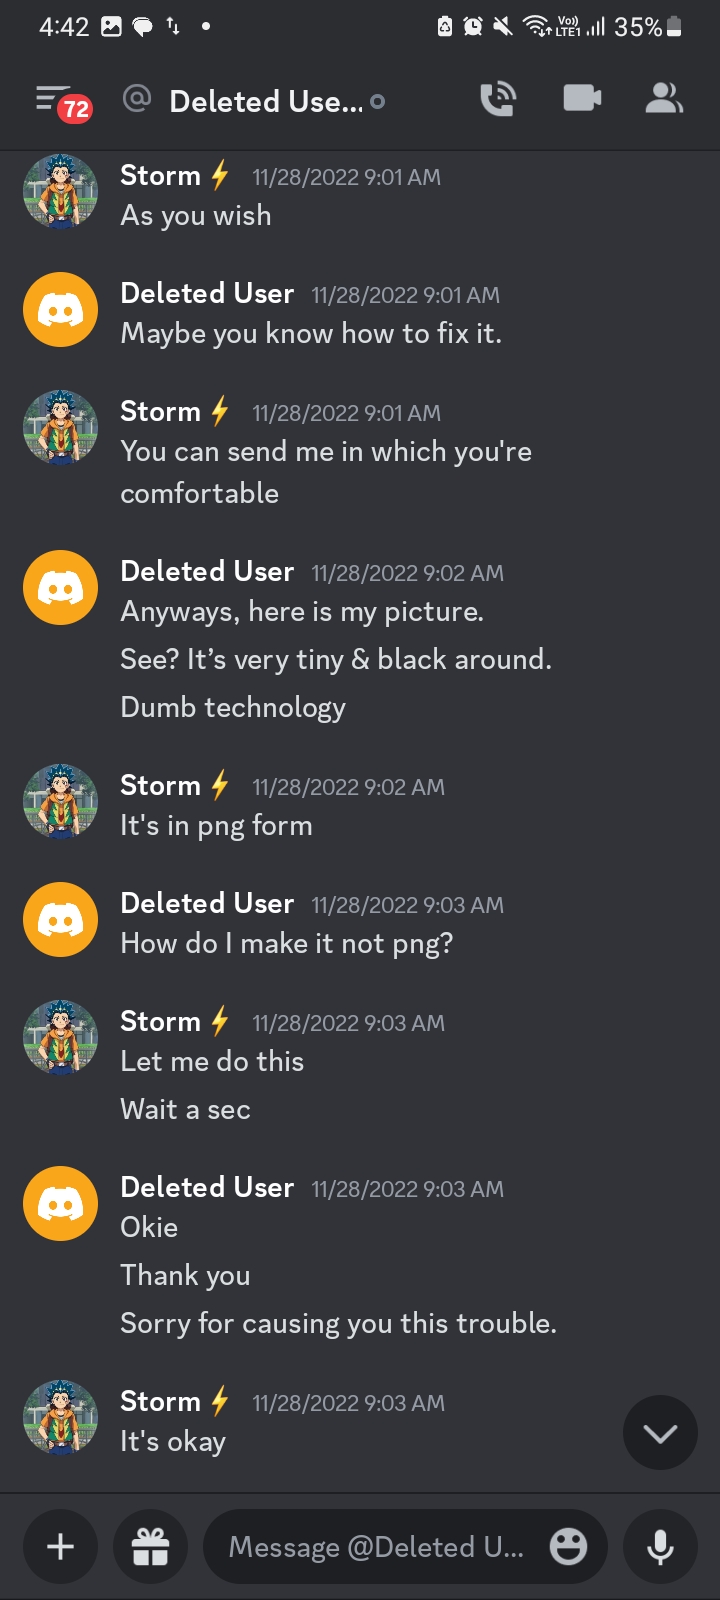 4:42 Vo)) LTE1 35%
72 @ Deleted Use...
Storm⚡ 11/28/2022 9:01 AM
As you wish
Deleted User 11/28/2022 9:01 AM
Maybe you know how to fix it.
Storm⚡ 11/28/2022 9:01 AM
You can send me in which you're
comfortable
Deleted User 11/28/2022 9:02 AM
Anyways, here is my picture.
See? It’s very tiny & black around.
Dumb technology
Storm⚡ 11/28/2022 9:02 AM
It's in png form
Deleted User 11/28/2022 9:03 AM
How do I make it not png?
Storm⚡ 11/28/2022 9:03 AM
Let me do this
Wait a sec
Deleted User 11/28/2022 9:03 AM
Okie
Thank you
Sorry for causing you this trouble.
Storm⚡ 11/28/2022 9:03 AM
It's okay
Message @Deleted U...